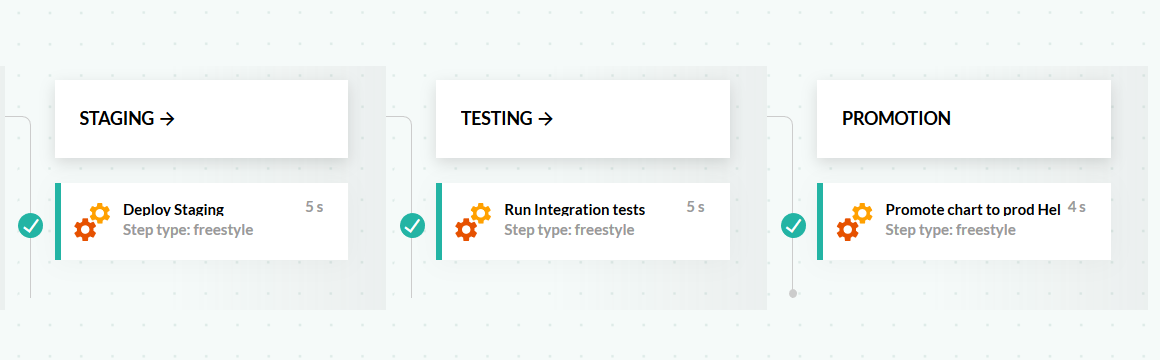 STAGING →
Deploy Staging 5 s
Step type: freestyle
TESTING →
Run Integration tests 5 s
Step type: freestyle
PROMOTION
Promote chart to prod Hel 4 s
Step type: freestyle